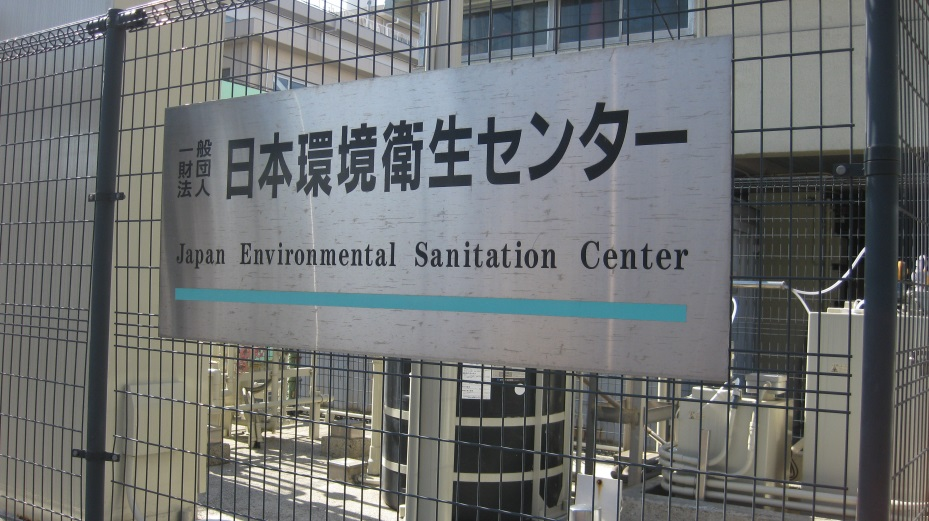 一般
財団
法人
日本環境衛生センター
Japan Environmental Sanitation Center